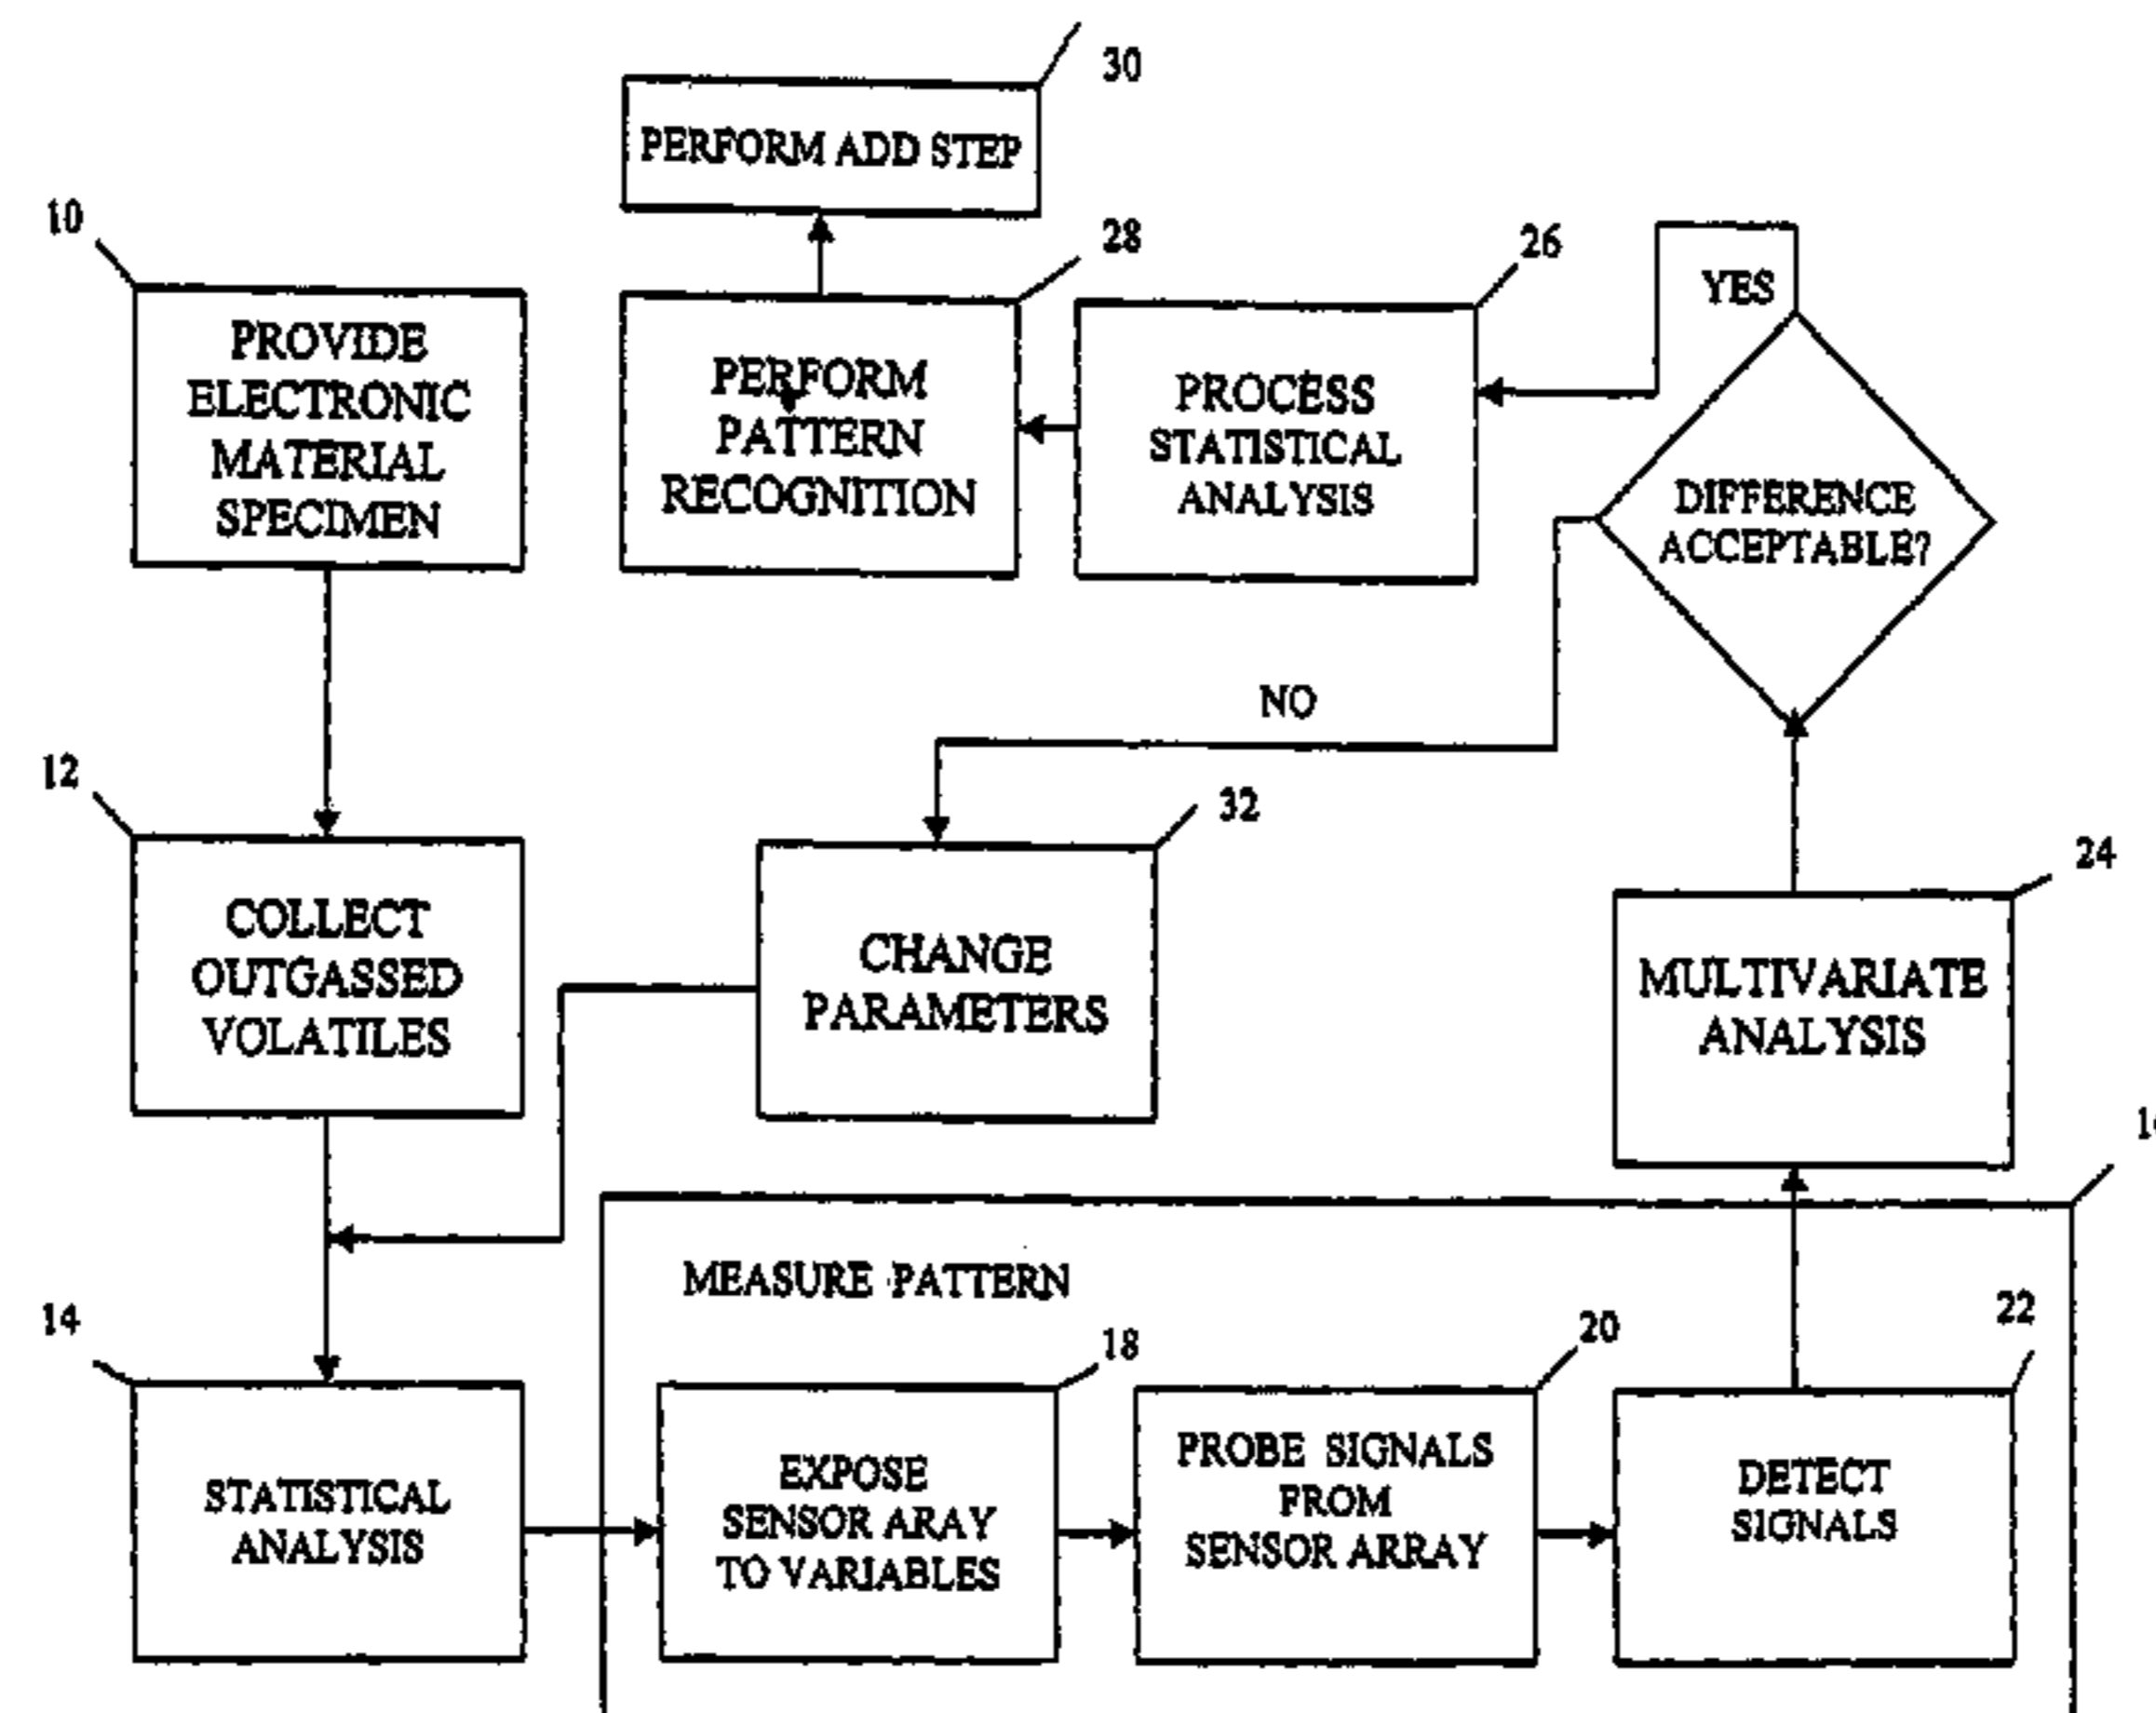 30
PERFORM ADD STEP
10
28
26
YES
PROVIDE
ELECTRONIC
MATERIAL
SPECIMEN
PERFORM
PATTERN
RECOGNITION
PROCESS
STATISTICAL
ANALYSIS
DIFFERENCE
ACCEPTABLE?
NO
12
32
24
COLLECT
OUTGASSED
VOLATILES
CHANGE
PARAMETERS
MULTIVARIATE
ANALYSIS
MEASURE PATTERN
14
18
20
22
STATISTICAL
ANALYSIS
EXPOSE
SENSOR ARAY
TO VARIABLES
PROBE SIGNALS
FROM
SENSOR ARRAY
DETECT
SIGNALS